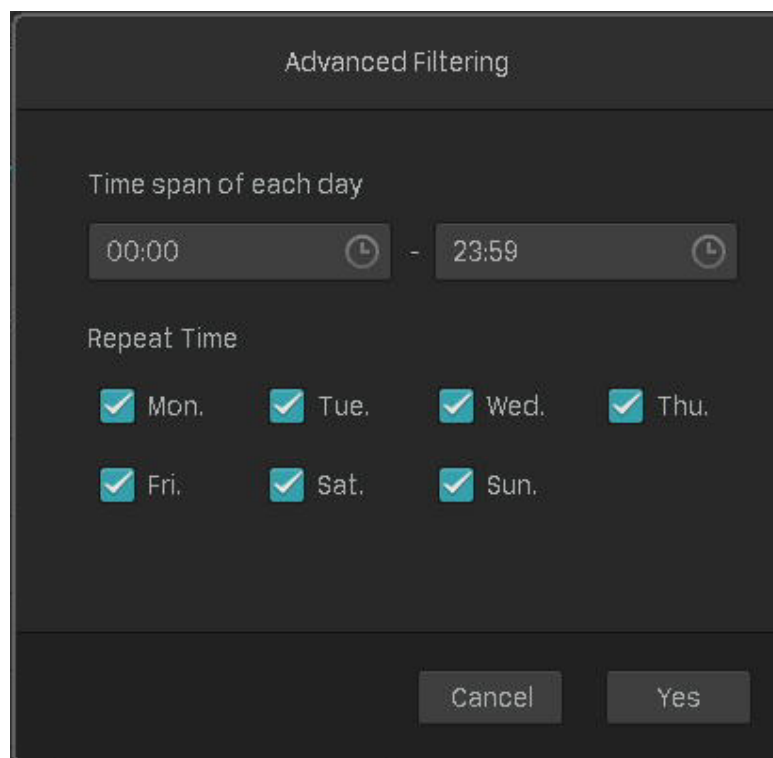 Advanced Filtering
Time span of each day
00:00 - 23:59
Repeat Time
Mon. Tue. Wed. Thu.
Fri. Sat. Sun.
Cancel Yes